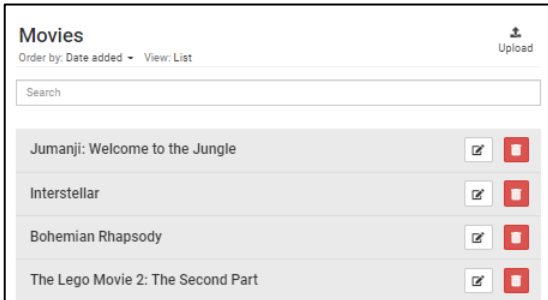 Movies
Upload
Order by: Date added View: List
Search
Jumanji: Welcome to the Jungle
Interstellar
Bohemian Rhapsody
The Lego Movie 2: The Second Part